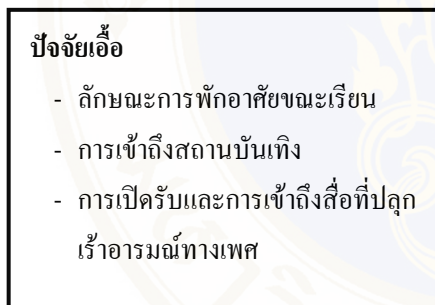 ปัจจัยเอื้อ
- ลักษณะการพักอาศัยขณะเรียน
- การเข้าถึงสถานบันเทิง
- การเปิดรับและการเข้าถึงสื่อที่ปลุก
เร้าอารมณ์ทางเพศ